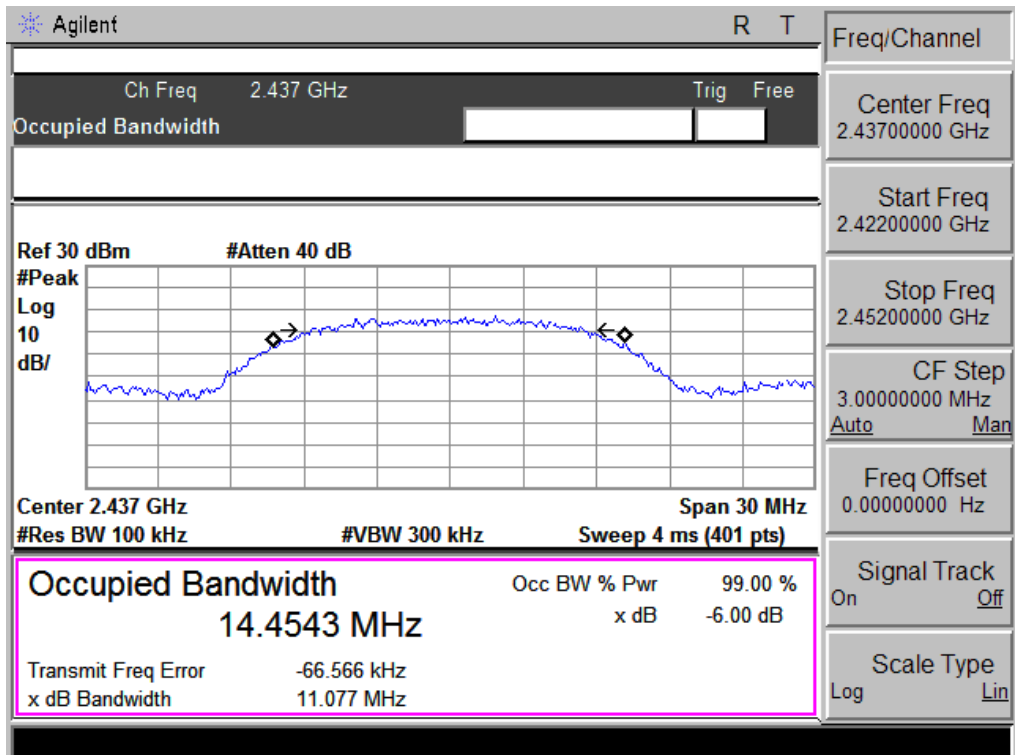 Agilent R T
Ch Freq 2.437 GHz Trig Free
Occupied Bandwidth
Ref 30 dBm #Atten 40 dB
#Peak
Log
10
dB/
Center 2.437 GHz Span 30 MHz
#Res BW 100 kHz #VBW 300 kHz Sweep 4 ms (401 pts)
Occupied Bandwidth
14.4543 MHz
Occ BW % Pwr 99.00 %
x dB -6.00 dB
Transmit Freq Error -66.566 kHz
x dB Bandwidth 11.077 MHz
Freq/Channel
Center Freq
2.43700000 GHz
Start Freq
2.42200000 GHz
Stop Freq
2.45200000 GHz
CF Step
3.00000000 MHz
Auto Man
Freq Offset
0.00000000 Hz
Signal Track
On Off
Scale Type
Log Lin